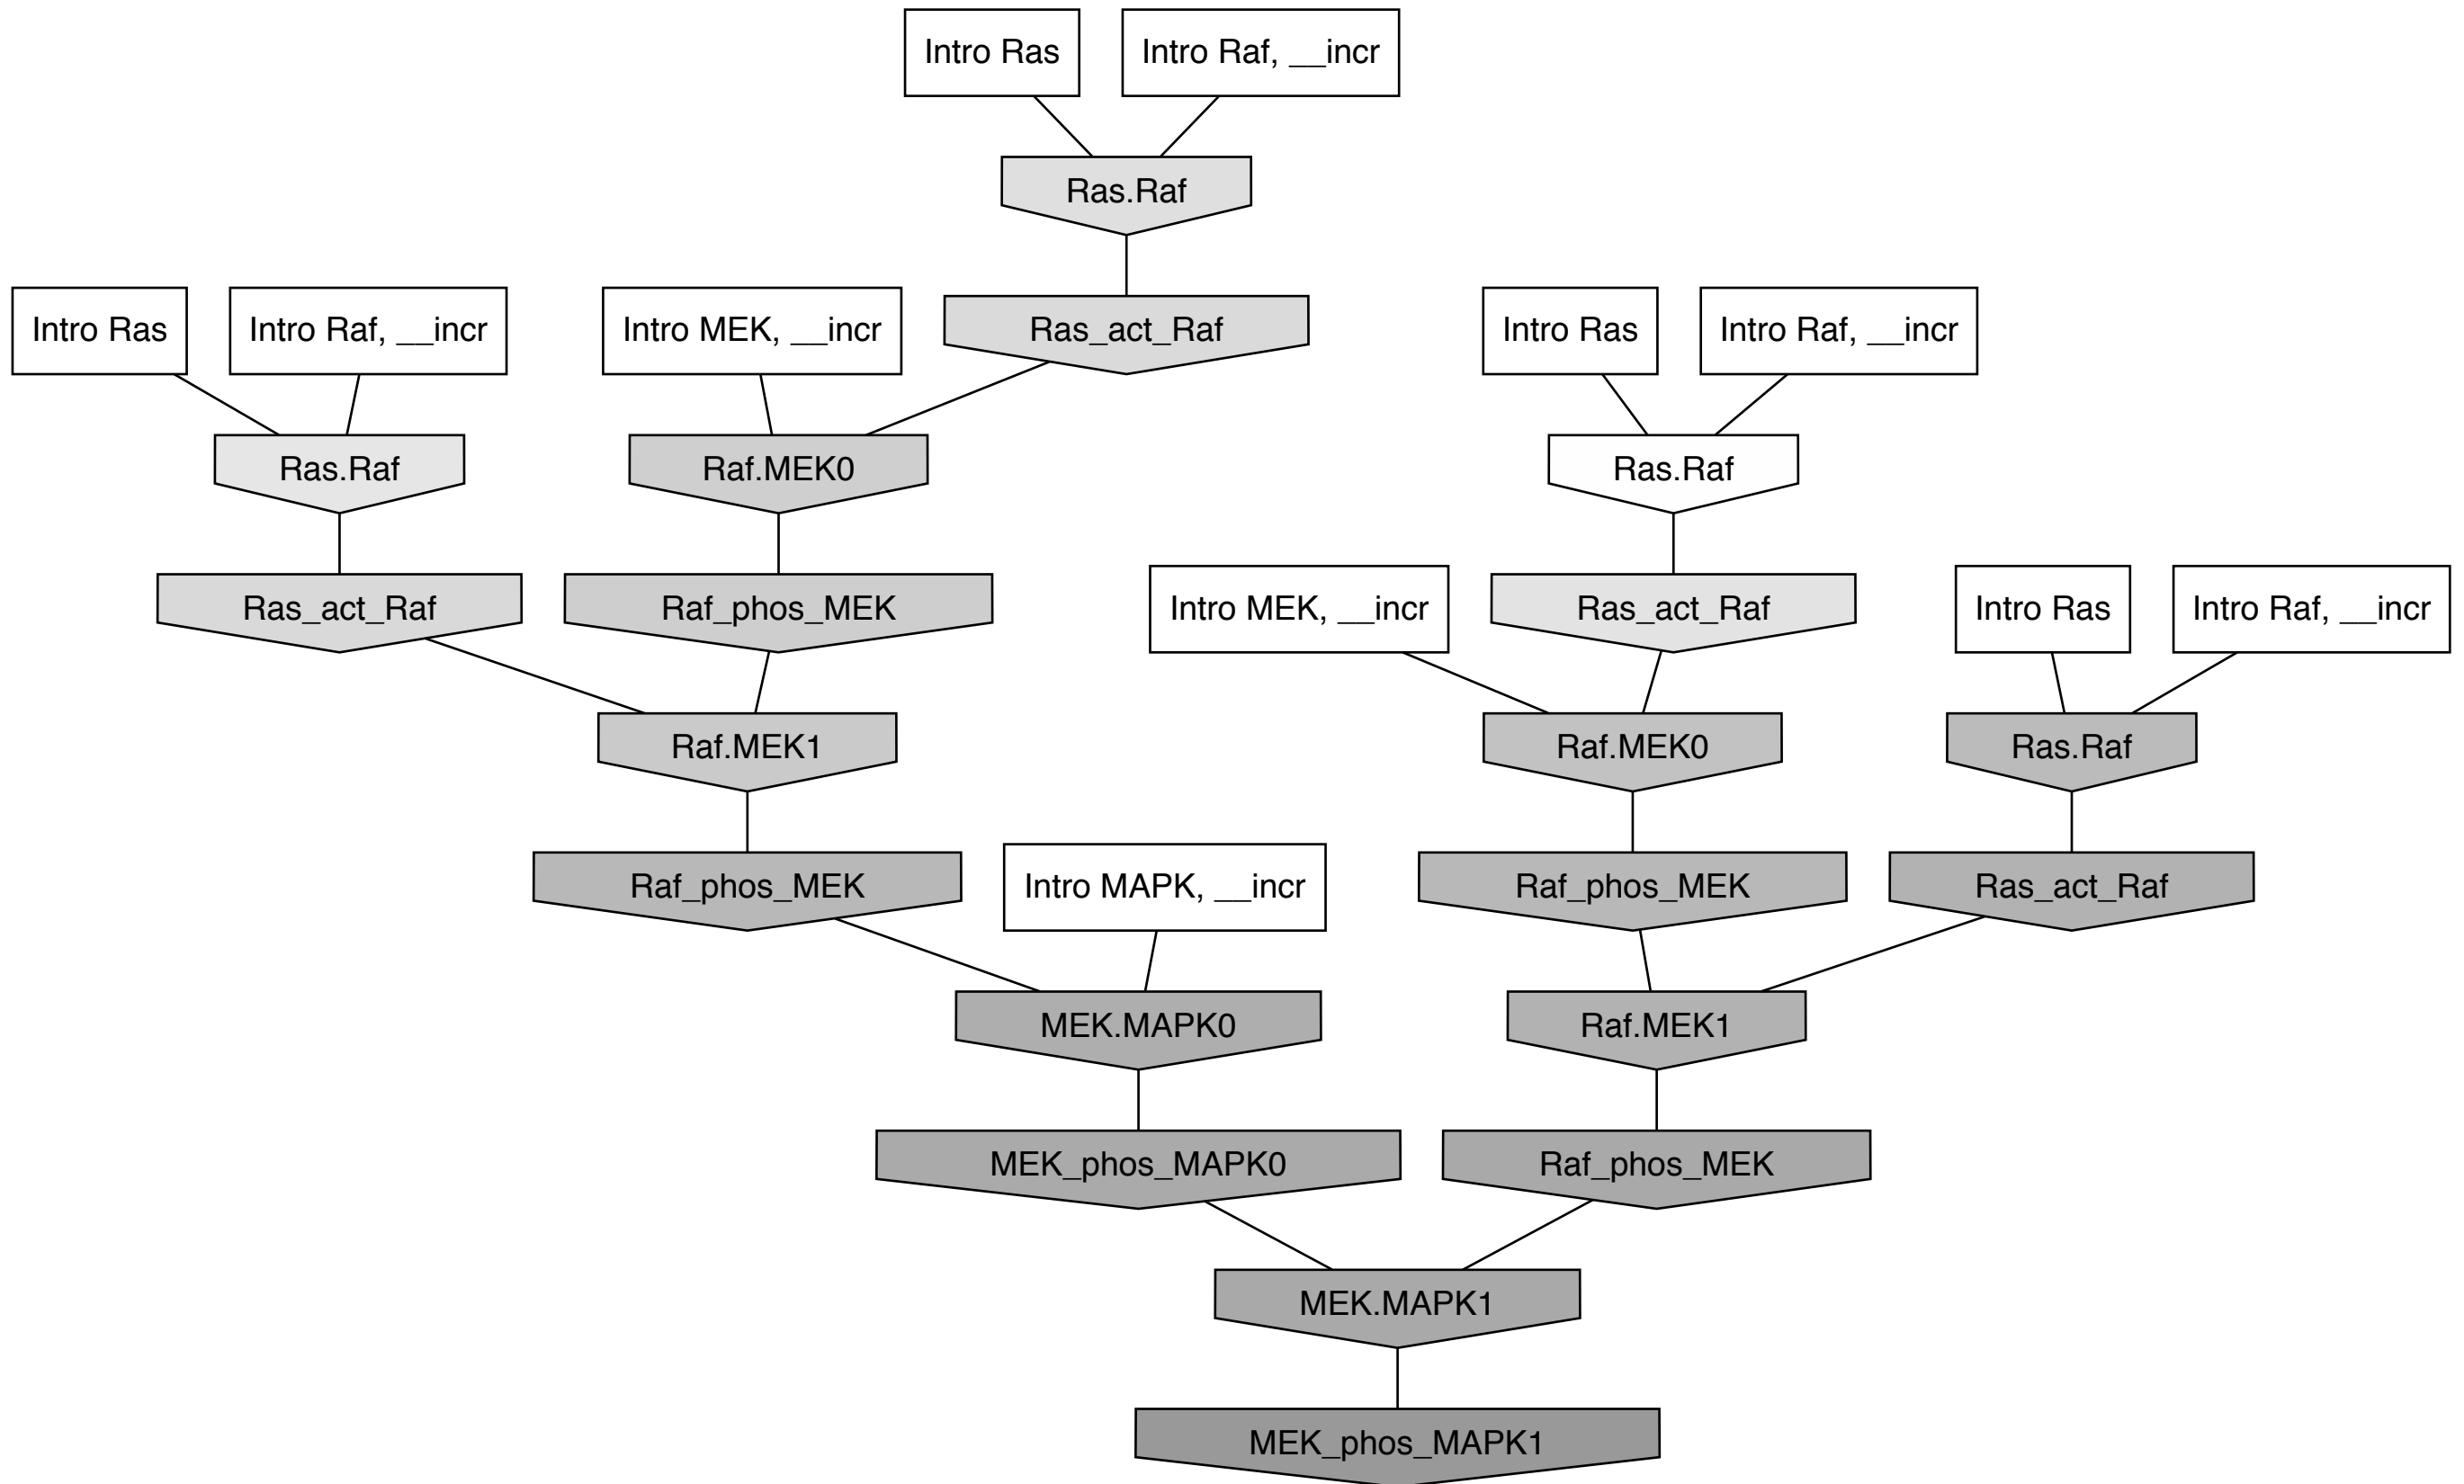 Intro Ras
Intro Raf, __incr
Ras.Raf
Intro Ras
Intro Raf, __incr
Intro MEK, __incr
Ras_act_Raf
Intro Ras
Intro Raf, __incr
Ras.Raf
Raf.MEK0
Ras.Raf
Ras_act_Raf
Raf_phos_MEK
Intro MEK, __incr
Ras_act_Raf
Intro Ras
Intro Raf, __incr
Raf.MEK1
Raf.MEK0
Ras.Raf
Raf_phos_MEK
Intro MAPK, __incr
Raf_phos_MEK
Ras_act_Raf
MEK.MAPK0
Raf.MEK1
MEK_phos_MAPK0
Raf_phos_MEK
MEK.MAPK1
MEK_phos_MAPK1